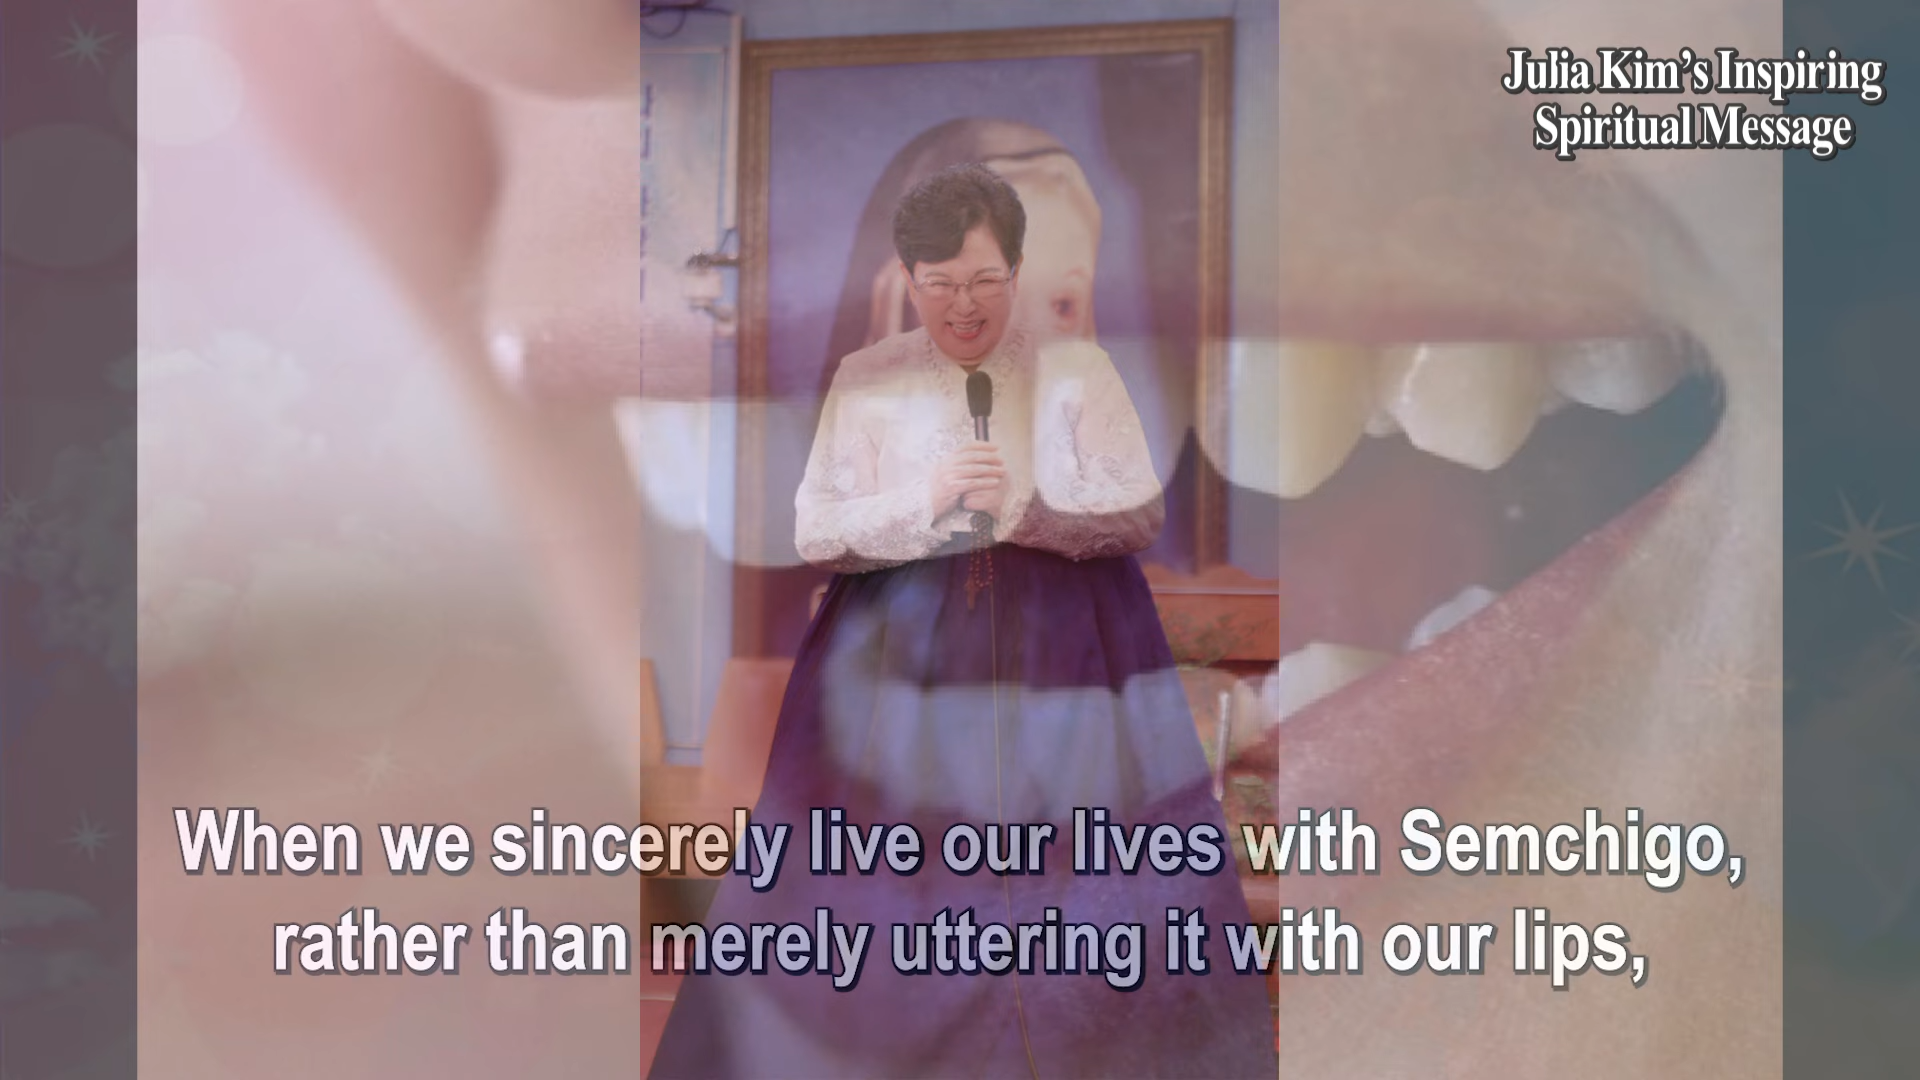 Julia Kim's Inspiring
Spiritual Message
When we sincerely live our lives with Semchigo,
rather than merely uttering it with our lips,